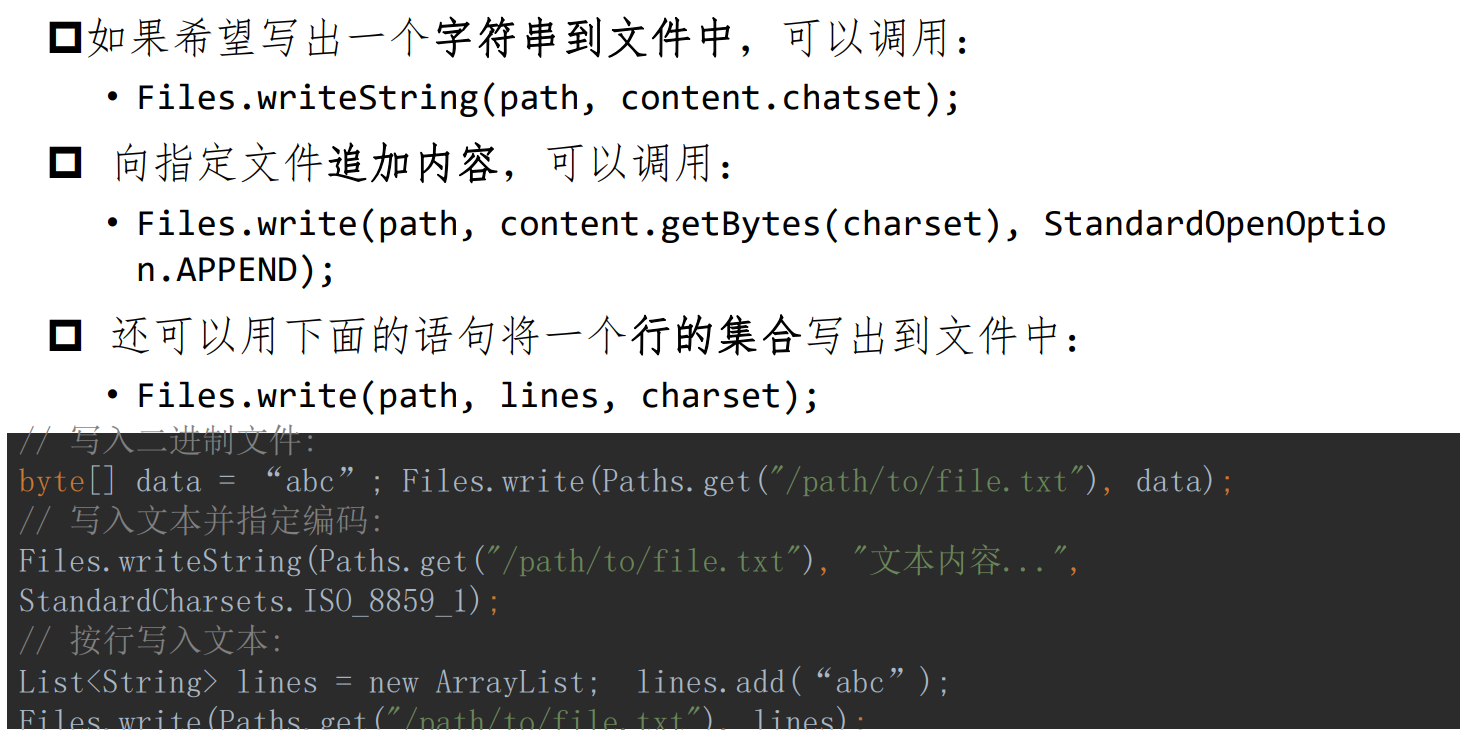 如果希望写出一个字符串到文件中，可以调用：
• Files.writeString(path, content.chatset);
向指定文件追加内容，可以调用：
• Files.write(path, content.getBytes(charset), StandardOpenOptio
n.APPEND);
还可以用下面的语句将一个行的集合写出到文件中：
• Files.write(path, lines, charset);
// 写入二进制文件:
byte[] data = “abc”; Files.write(Paths.get("/path/to/file.txt"), data);
// 写入文本并指定编码:
Files.writeString(Paths.get("/path/to/file.txt"), "文本内容...",
StandardCharsets.ISO_8859_1);
// 按行写入文本:
List<String> lines = new ArrayList; lines.add(“abc”);
Files.write(Paths.get("/path/to/file.txt"), lines);